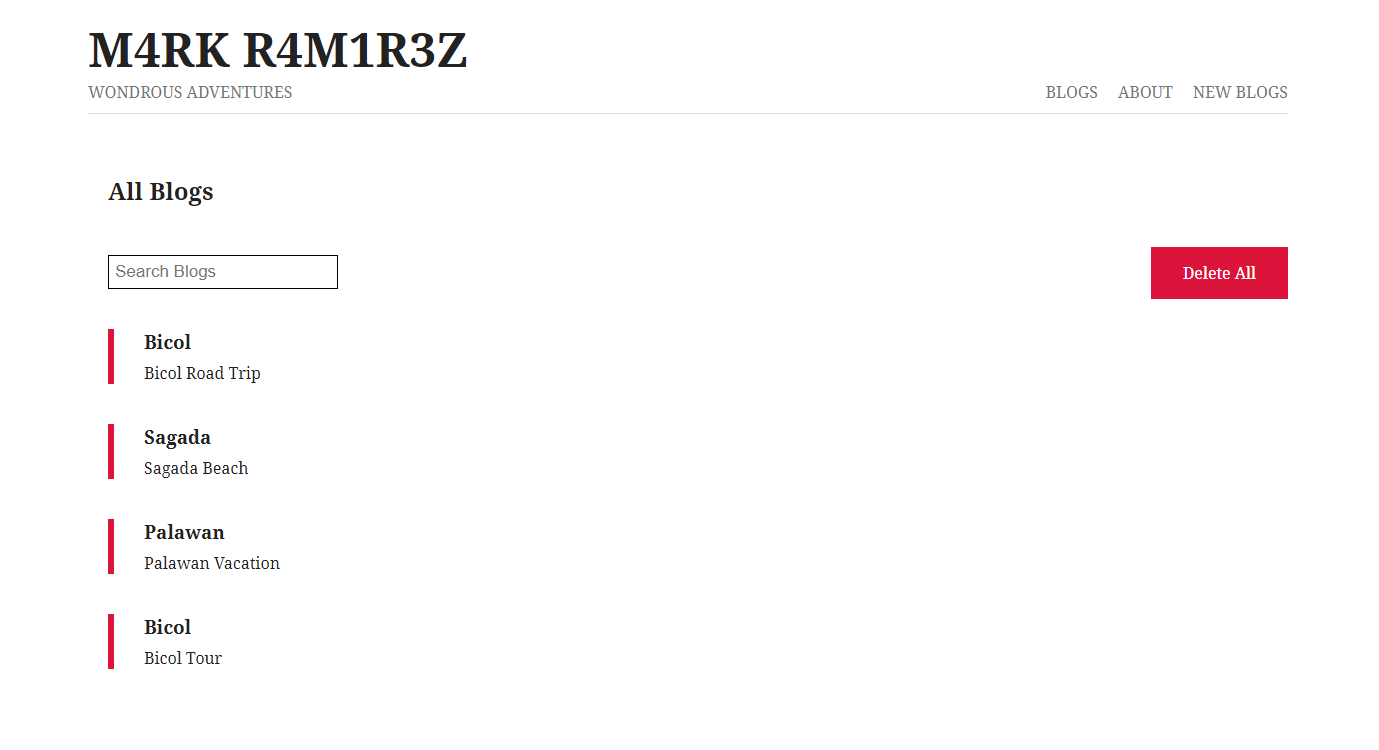 M4RK R4M1R3Z
WONDROUS ADVENTURES
BLOGS ABOUT NEW BLOGS
All Blogs
Search Blogs
Delete All
Bicol
Bicol Road Trip
Sagada
Sagada Beach
Palawan
Palawan Vacation
Bicol
Bicol Tour